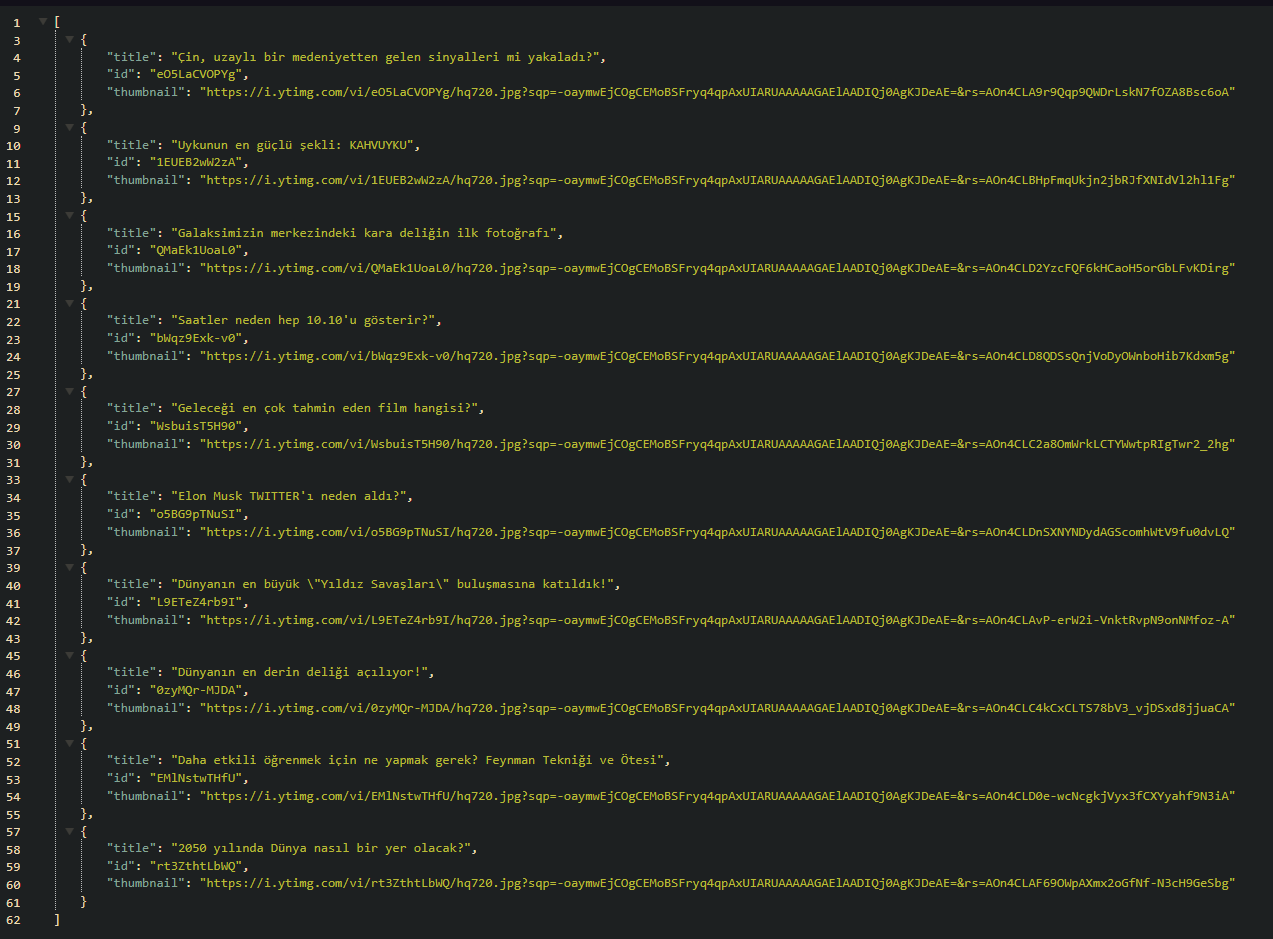 1 [
3 {
4 "title": "Çin, uzaylı bir medeniyetten gelen sinyalleri mi yakaladı?",
5 "id": "eO5LaCVOPYg",
6 "thumbnail": "https://i.ytimg.com/vi/eO5LaCVOPYg/hq720.jpg?sqp=-oaymwEjCOgCEMoBSFryq4qpAxUIARUAAAAAGAElAADIQj0AgKJDeAE=&rs=AOn4CLA9r9Qqp9QWDrLskN7fOZA8Bsc6oA"
7 },
9 {
10 "title": "Uykunun en güçlü şekli: KAHVUYKU",
11 "id": "1EUEB2wW2zA",
12 "thumbnail": "https://i.ytimg.com/vi/1EUEB2wW2zA/hq720.jpg?sqp=-oaymwEjCOgCEMoBSFryq4qpAxUIARUAAAAAGAElAADIQj0AgKJDeAE=&rs=AOn4CLBHpFmqUkjn2jbRJfXNIdVl2hl1Fg"
13 },
15 {
16 "title": "Galaksimizin merkezindeki kara deliğin ilk fotoğrafı",
17 "id": "QMaEk1UoaL0",
18 "thumbnail": "https://i.ytimg.com/vi/QMaEk1UoaL0/hq720.jpg?sqp=-oaymwEjCOgCEMoBSFryq4qpAxUIARUAAAAAGAElAADIQj0AgKJDeAE=&rs=AOn4CLD2YzcFQF6kHCaoH5orGbLFvKDirg"
19 },
21 {
22 "title": "Saatler neden hep 10.10'u gösterir?",
23 "id": "bWqz9Exk-v0",
24 "thumbnail": "https://i.ytimg.com/vi/bWqz9Exk-v0/hq720.jpg?sqp=-oaymwEjCOgCEMoBSFryq4qpAxUIARUAAAAAGAElAADIQj0AgKJDeAE=&rs=AOn4CLD8QDSsQnjVoDyOWnboHib7Kdxm5g"
25 },
27 {
28 "title": "Geleceği en çok tahmin eden film hangisi?",
29 "id": "WsbuisT5H90",
30 "thumbnail": "https://i.ytimg.com/vi/WsbuisT5H90/hq720.jpg?sqp=-oaymwEjCOgCEMoBSFryq4qpAxUIARUAAAAAGAElAADIQj0AgKJDeAE=&rs=AOn4CLC2a8OmWrkLCTYWwtpRIgTwr2_2hg"
31 },
33 {
34 "title": "Elon Musk TWITTER'ı neden aldı?",
35 "id": "o5BG9pTNuSI",
36 "thumbnail": "https://i.ytimg.com/vi/o5BG9pTNuSI/hq720.jpg?sqp=-oaymwEjCOgCEMoBSFryq4qpAxUIARUAAAAAGAElAADIQj0AgKJDeAE=&rs=AOn4CLDnSXNYNDydAGScomhWtV9fu0dvLQ"
37 },
39 {
40 "title": "Dünyanın en büyük \"Yıldız Savaşları\" buluşmasına katıldık!",
41 "id": "L9ETeZ4rb9I",
42 "thumbnail": "https://i.ytimg.com/vi/L9ETeZ4rb9I/hq720.jpg?sqp=-oaymwEjCOgCEMoBSFryq4qpAxUIARUAAAAAGAElAADIQj0AgKJDeAE=&rs=AOn4CLAvP-erW2i-VnktRvpN9onNMfoz-A"
43 },
45 {
46 "title": "Dünyanın en derin deliği açılıyor!",
47 "id": "0zyMQr-MJDA",
48 "thumbnail": "https://i.ytimg.com/vi/0zyMQr-MJDA/hq720.jpg?sqp=-oaymwEjCOgCEMoBSFryq4qpAxUIARUAAAAAGAElAADIQj0AgKJDeAE=&rs=AOn4CLC4kCxCLTS78bV3_vjDSxd8jjuaCA"
49 },
51 {
52 "title": "Daha etkili öğrenmek için ne yapmak gerek? Feynman Tekniği ve Ötesi",
53 "id": "EMlNstwTHfU",
54 "thumbnail": "https://i.ytimg.com/vi/EMlNstwTHfU/hq720.jpg?sqp=-oaymwEjCOgCEMoBSFryq4qpAxUIARUAAAAAGAElAADIQj0AgKJDeAE=&rs=AOn4CLD0e-wcNcgkjVyx3fCXYyahf9N3iA"
55 },
57 {
58 "title": "2050 yılında Dünya nasıl bir yer olacak?",
59 "id": "rt3ZthtLbWQ",
60 "thumbnail": "https://i.ytimg.com/vi/rt3ZthtLbWQ/hq720.jpg?sqp=-oaymwEjCOgCEMoBSFryq4qpAxUIARUAAAAAGAElAADIQj0AgKJDeAE=&rs=AOn4CLAF69OWpAXmx2oGfNf-N3cH9GeSbg"
61 }
62 ]